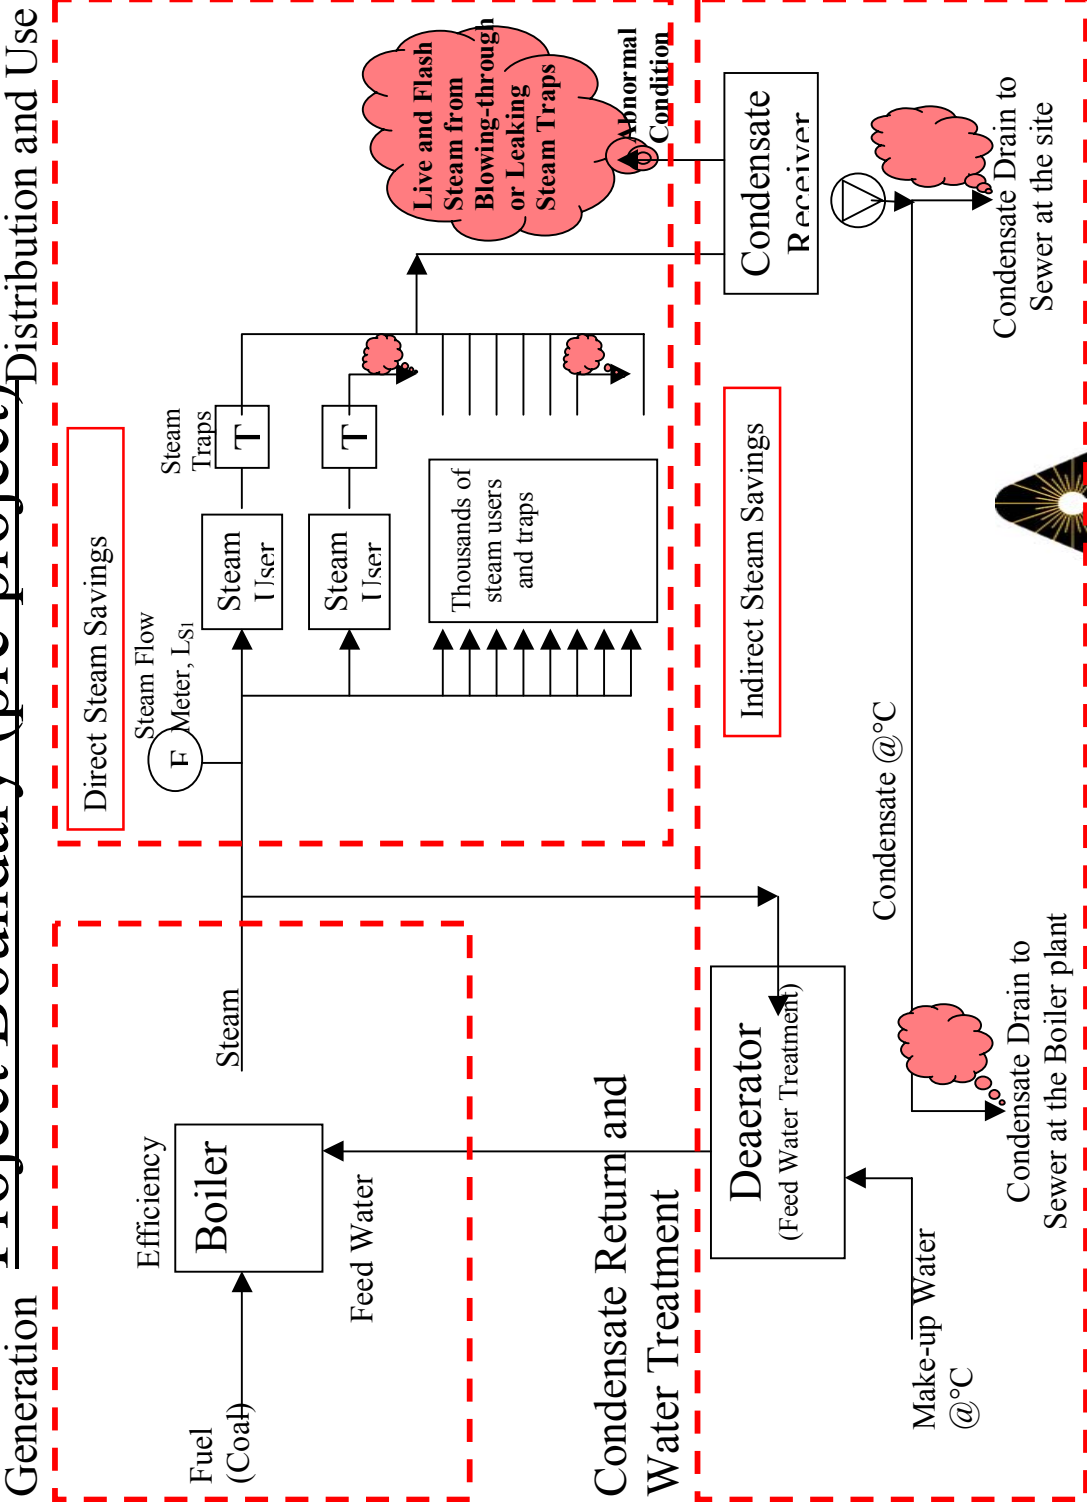 Project Boundary (pre project)
Generation
Distribution and Use
Direct Steam Savings
Fuel
(Coal)
Efficiency
Boiler
Feed Water
Steam
Steam Flow
Meter, LS1
F
Steam
User
Steam
Traps
T
Steam
User
T
Thousands of
steam users
and traps
Live and Flash
Steam from
Blowing-through
or Leaking
Steam Traps
Abnormal
Condition
Condensate Return and
Water Treatment
Indirect Steam Savings
Deaerator
(Feed Water Treatment)
Condensate
Receiver
Make-up Water
@°C
Condensate @°C
Condensate Drain to
Sewer at the Boiler plant
Condensate Drain to
Sewer at the site